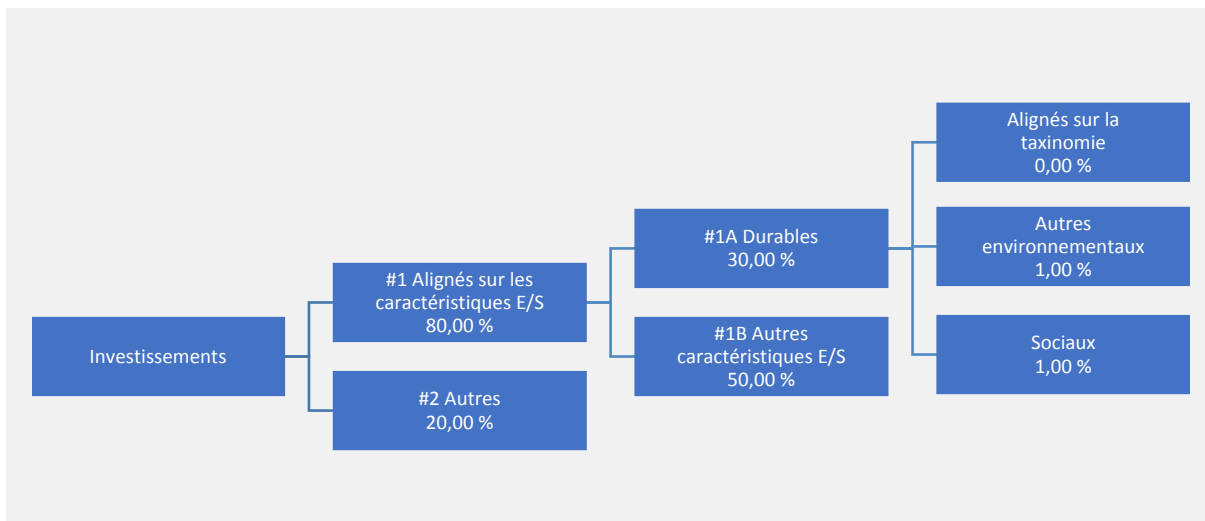 Investissements
#1 Alignés sur les
caractéristiques E/S
80,00 %
#2 Autres
20,00 %
#1A Durables
30,00 %
#1B Autres
caractéristiques E/S
50,00 %
Alignés sur la
taxinomie
0,00 %
Autres
environnementaux
1,00 %
Sociaux
1,00 %